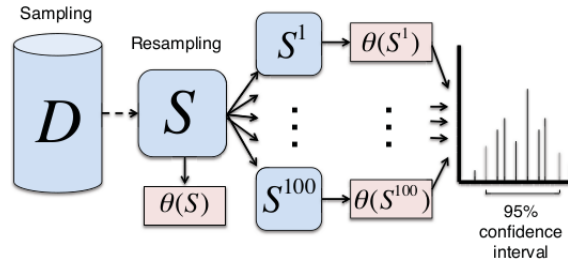 Sampling
D
Resampling
S
θ(S)
S¹
θ(S¹)
S¹⁰⁰
θ(S¹⁰⁰)
95%
confidence
interval